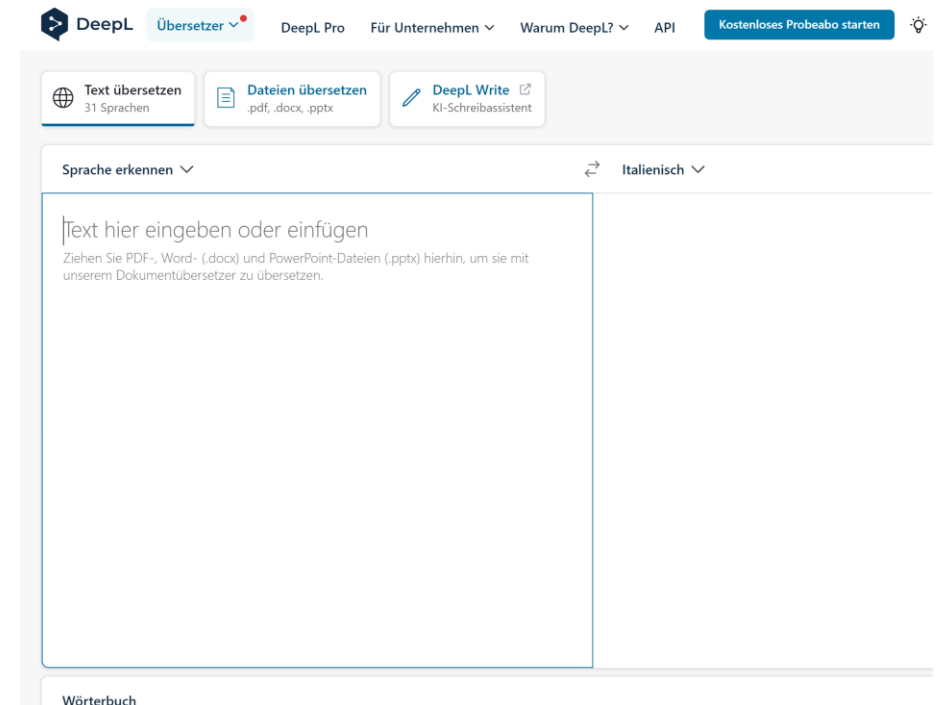 DeepL Übersetzer DeepL Pro Für Unternehmen Warum DeepL? API Kostenloses Probeabo starten
Text übersetzen Dateien übersetzen DeepL Write
31 Sprachen .pdf, .docx, .pptx KI-Schreibassistent
Sprache erkennen Italienisch
Text hier eingeben oder einfügen
Ziehen Sie PDF-, Word- (.docx) und PowerPoint-Dateien (.pptx) hierhin, um sie mit
unserem Dokumentübersetzer zu übersetzen.
Wörterbuch